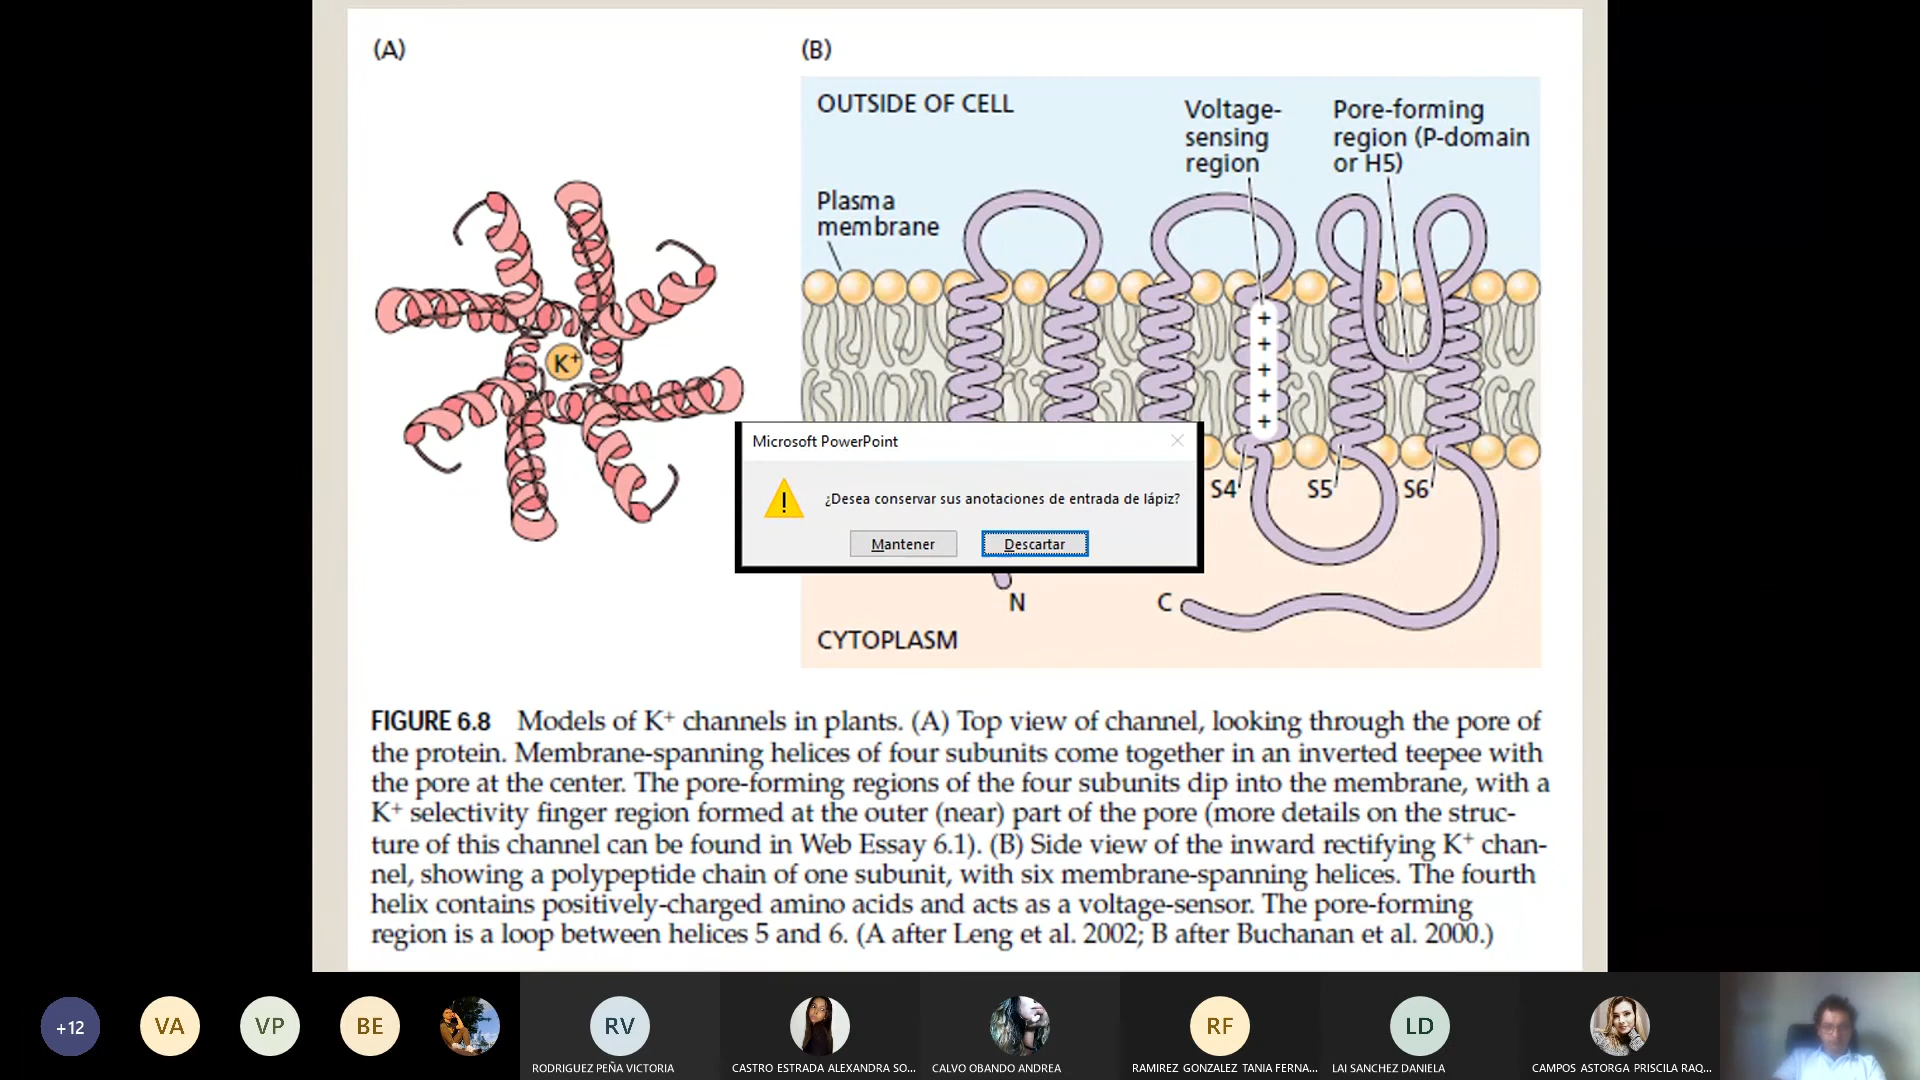 (A)
(B)
OUTSIDE OF CELL
Voltage-
sensing
region
Pore-forming
region (P-domain
or H5)
Plasma
membrane
K+
+
+
+
+
+
Microsoft PowerPoint
¿Desea conservar sus anotaciones de entrada de lápiz?
Mantener
Descartar
S4
S5
S6
N
C
CYTOPLASM
FIGURE 6.8 Models of K+ channels in plants. (A) Top view of channel, looking through the pore of
the protein. Membrane-spanning helices of four subunits come together in an inverted teepee with
the pore at the center. The pore-forming regions of the four subunits dip into the membrane, with a
K+ selectivity finger region formed at the outer (near) part of the pore (more details on the struc-
ture of this channel can be found in Web Essay 6.1). (B) Side view of the inward rectifying K+ chan-
nel, showing a polypeptide chain of one subunit, with six membrane-spanning helices. The fourth
helix contains positively-charged amino acids and acts as a voltage-sensor. The pore-forming
region is a loop between helices 5 and 6. (A after Leng et al. 2002; B after Buchanan et al. 2000.)
+12
VA
VP
BE
RV
RF
LD
RODRIGUEZ PEÑA VICTORIA
CASTRO ESTRADA ALEXANDRA SO...
CALVO OBANDO ANDREA
RAMIREZ GONZALEZ TANIA FERNA...
LAI SANCHEZ DANIELA
CAMPOS ASTORGA PRISCILA RAQ...